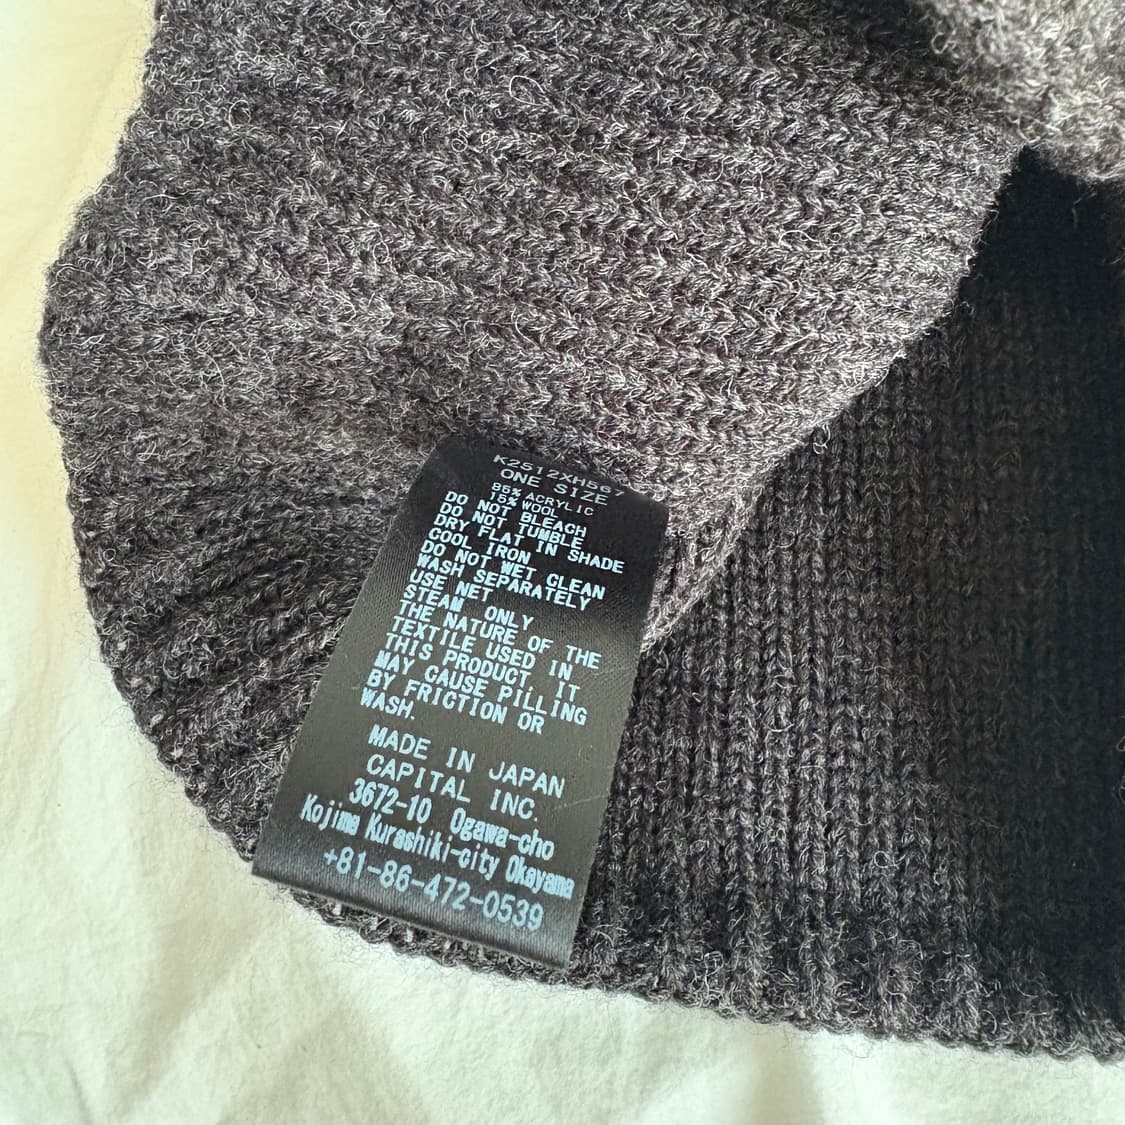 K2512XH567
ONE SIZE
85% ACRYLIC
15% WOOL
DO NOT BLEACH
DO NOT TUMBLE
DRY FLAT IN SHADE
COOL IRON
DO NOT WET CLEAN
WASH SEPARATELY
USE NET
STEAM ONLY
THE NATURE OF THE
TEXTILE USED IN
THIS PRODUCT, IT
MAY CAUSE PILLING
BY FRICTION OR
WASH.
MADE IN JAPAN
CAPITAL INC.
3672-10 Ogawa-cho
Kojima Kurashiki-city Okayama
+81-86-472-0539